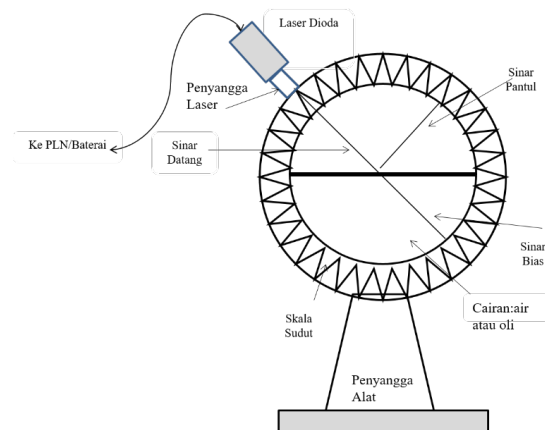 Laser Dioda
Penyangga
Laser
Sinar
Pantul
Ke PLN/Baterai
Sinar
Datang
Sinar
Bias
Skala
Sudut
Cairan:air
atau oli
Penyangga
Alat